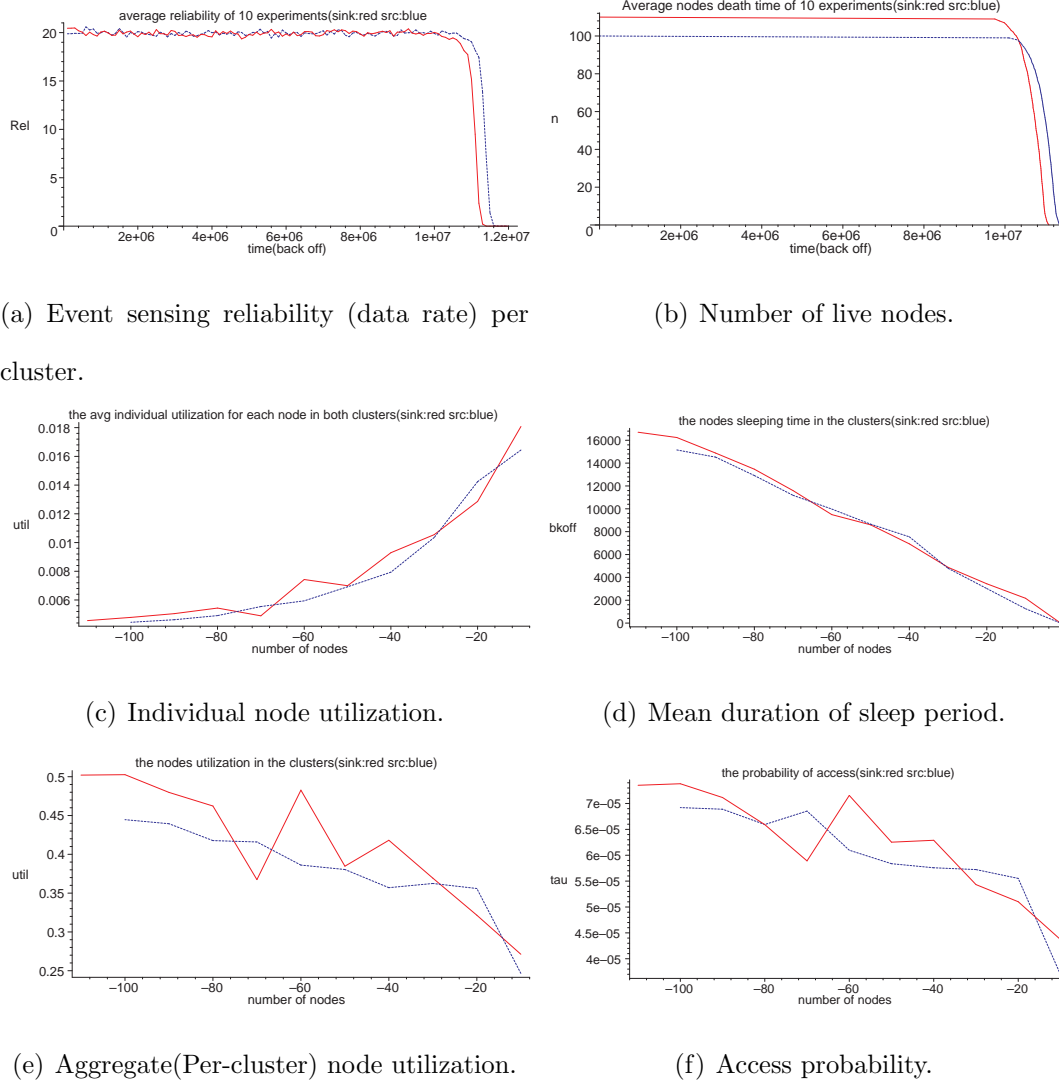 average reliability of 10 experiments(sink:red src:blue
20
15
Rel
10
5
0
2e+06 4e+06 6e+06 8e+06 1e+07 1.2e+07
time(back off)
Average nodes death time of 10 experiments(sink:red src:blue)
100
80
60
n
40
20
0
2e+06 4e+06 6e+06 8e+06 1e+07
time(back off)
(a) Event sensing reliability (data rate) per
cluster.
(b) Number of live nodes.
the avg individual utilization for each node in both clusters(sink:red src:blue)
0.018
0.016
0.014
0.012
util
0.01
0.008
0.006
−100 −80 −60 −40 −20
number of nodes
the nodes sleeping time in the clusters(sink:red src:blue)
16000
14000
12000
10000
bkoff
8000
6000
4000
2000
0
−100 −80 −60 −40 −20
number of nodes
(c) Individual node utilization.
(d) Mean duration of sleep period.
the nodes utilization in the clusters(sink:red src:blue)
0.5
0.45
0.4
util
0.35
0.3
0.25
−100 −80 −60 −40 −20
number of nodes
the probability of access(sink:red src:blue)
7e−05
6.5e−05
6e−05
tau
5.5e−05
5e−05
4.5e−05
4e−05
−100 −80 −60 −40 −20
number of nodes
(e) Aggregate(Per-cluster) node utilization.
(f) Access probability.